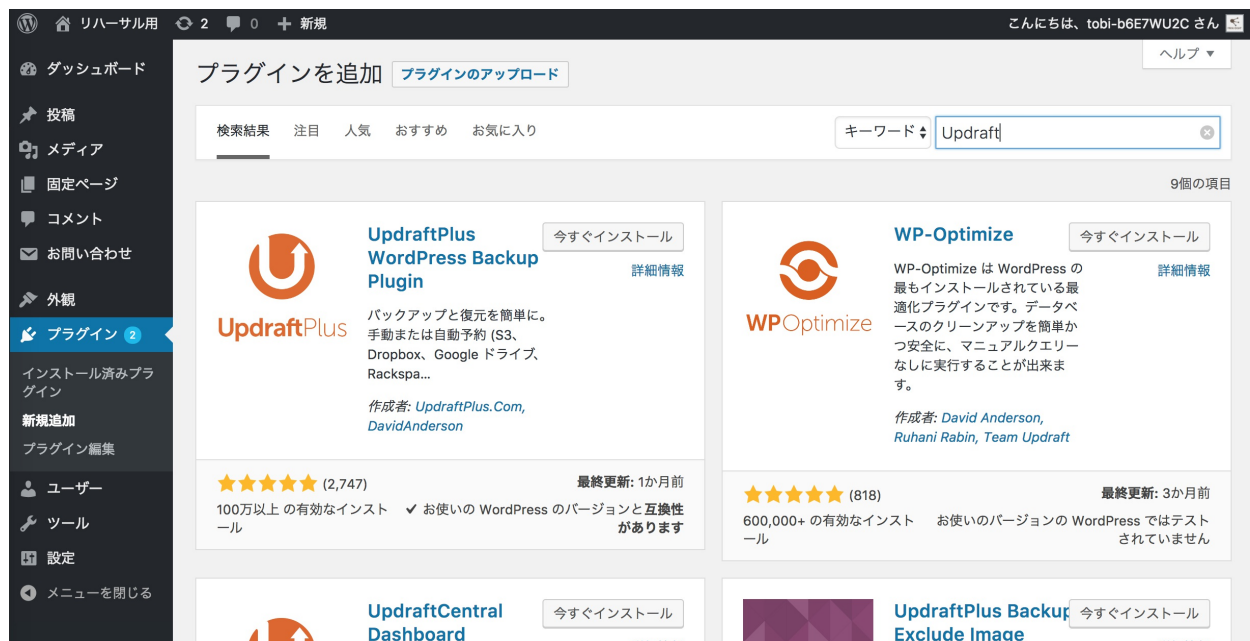 リハーサル用 2 0 + 新規
こんにちは、tobi-b6E7WU2C さん
ヘルプ ▼
ダッシュボード
投稿
メディア
固定ページ
コメント
お問い合わせ
外観
プラグイン 2
インストール済みプラ
グイン
新規追加
プラグイン編集
ユーザー
ツール
設定
メニューを閉じる
プラグインを追加 プラグインのアップロード
検索結果 注目 人気 おすすめ お気に入り
キーワード Updraft
9個の項目
UpdraftPlus
UpdraftPlus
WordPress Backup
Plugin
今すぐインストール
詳細情報
バックアップと復元を簡単に。
手動または自動予約 (S3、
Dropbox、Google ドライブ、
Rackspa...
作成者: UpdraftPlus.Com,
DavidAnderson
(2,747)
100万以上 の有効なインスト
ール
最終更新: 1か月前
✔ お使いの WordPress のバージョンと互換性
があります
WPOptimize
WP-Optimize
今すぐインストール
詳細情報
WP-Optimize は WordPress の
最もインストールされている最
適化プラグインです。データベ
ースのクリーンアップを簡単か
つ安全に、マニュアルクエリー
なしに実行することが出来ま
す。
作成者: David Anderson,
Ruhani Rabin, Team Updraft
(818)
600,000+ の有効なインスト
ール
最終更新: 3か月前
お使いのバージョンの WordPress ではテスト
されていません
UpdraftCentral
Dashboard
今すぐインストール
UpdraftPlus Backup
Exclude Image
今すぐインストール